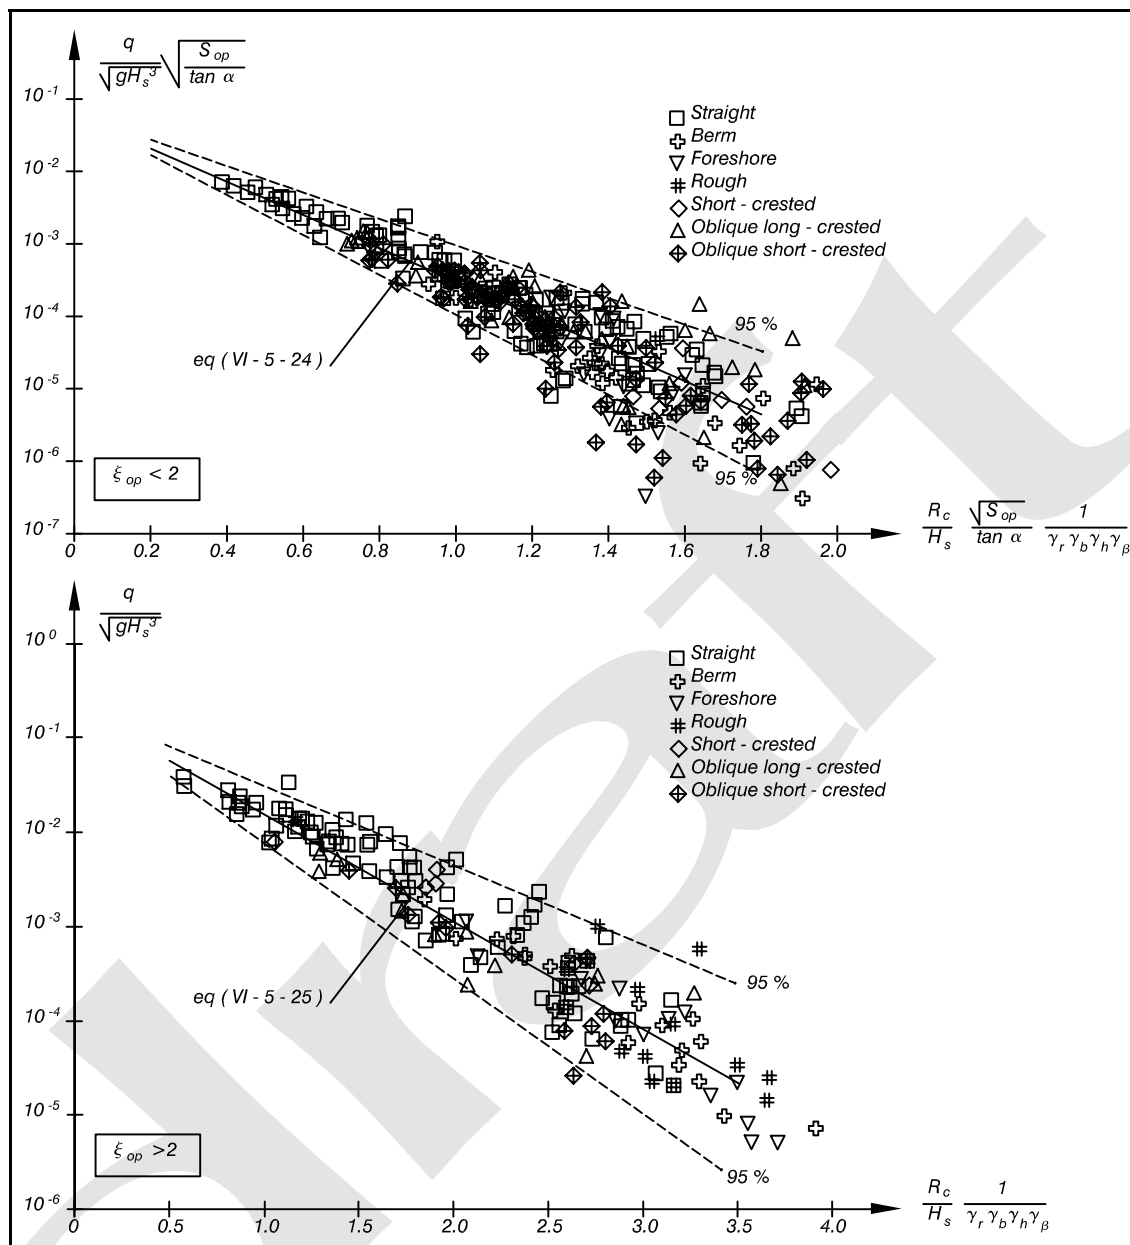 q / √gHs³ √ Sop / tan α
10⁻¹
10⁻²
10⁻³
10⁻⁴
10⁻⁵
10⁻⁶
10⁻⁷
Straight
Berm
Foreshore
Rough
Short - crested
Oblique long - crested
Oblique short - crested
95 %
eq ( VI - 5 - 24 )
95 %
ξop < 2
0 0.2 0.4 0.6 0.8 1.0 1.2 1.4 1.6 1.8 2.0
Rc / Hs √Sop / tan α 1 / γr γb γh γβ
q / √gHs³
10⁰
10⁻¹
10⁻²
10⁻³
10⁻⁴
10⁻⁵
10⁻⁶
Straight
Berm
Foreshore
Rough
Short - crested
Oblique long - crested
Oblique short - crested
eq ( VI - 5 - 25 )
95 %
95 %
ξop >2
0 0.5 1.0 1.5 2.0 2.5 3.0 3.5 4.0
Rc / Hs 1 / γr γb γh γβ
draft